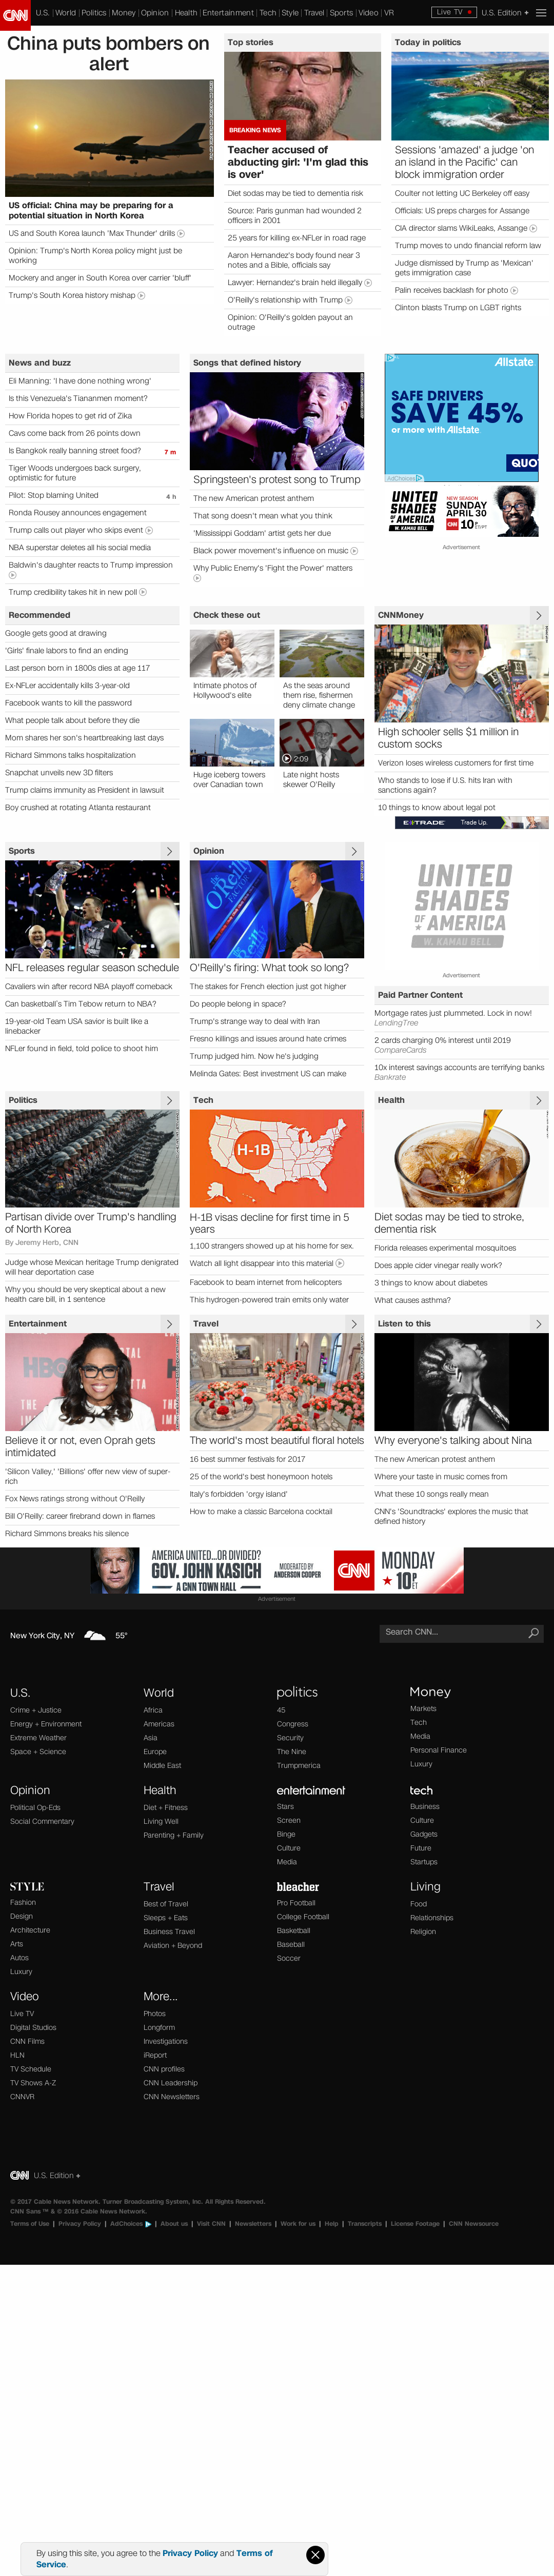 CNN
U.S. World Politics Money Opinion Health Entertainment Tech Style Travel Sports Video VR
Live TV
U.S. Edition +
China puts bombers on
alert
US official: China may be preparing for a
potential situation in North Korea
US and South Korea launch 'Max Thunder' drills
Opinion: Trump's North Korea policy might just be
working
Mockery and anger in South Korea over carrier 'bluff'
Trump's South Korea history mishap
Top stories
BREAKING NEWS
Teacher accused of
abducting girl: 'I'm glad this
is over'
Diet sodas may be tied to dementia risk
Source: Paris gunman had wounded 2
officers in 2001
25 years for killing ex-NFLer in road rage
Aaron Hernandez's body found near 3
notes and a Bible, officials say
Lawyer: Hernandez's brain held illegally
O'Reilly's relationship with Trump
Opinion: O'Reilly's golden payout an
outrage
Today in politics
Sessions 'amazed' a judge 'on
an island in the Pacific' can
block immigration order
Coulter not letting UC Berkeley off easy
Officials: US preps charges for Assange
CIA director slams WikiLeaks, Assange
Trump moves to undo financial reform law
Judge dismissed by Trump as 'Mexican'
gets immigration case
Palin receives backlash for photo
Clinton blasts Trump on LGBT rights
News and buzz
Eli Manning: 'I have done nothing wrong'
Is this Venezuela's Tiananmen moment?
How Florida hopes to get rid of Zika
Cavs come back from 26 points down
Is Bangkok really banning street food? 7 m
Tiger Woods undergoes back surgery,
optimistic for future
Pilot: Stop blaming United 4 h
Ronda Rousey announces engagement
Trump calls out player who skips event
NBA superstar deletes all his social media
Baldwin's daughter reacts to Trump impression
Trump credibility takes hit in new poll
Songs that defined history
Springsteen's protest song to Trump
The new American protest anthem
That song doesn't mean what you think
'Mississippi Goddam' artist gets her due
Black power movement's influence on music
Why Public Enemy's 'Fight the Power' matters
Allstate
SAFE DRIVERS
SAVE 45%
or more with Allstate.
QUOT
AdChoices
UNITED
SHADES
OF
AMERICA
W. KAMAU BELL
NEW SEASON
SUNDAY
APRIL 30
CNN 10P ET/PT
Advertisement
Recommended
Google gets good at drawing
'Girls' finale labors to find an ending
Last person born in 1800s dies at age 117
Ex-NFLer accidentally kills 3-year-old
Facebook wants to kill the password
What people talk about before they die
Mom shares her son's heartbreaking last days
Richard Simmons talks hospitalization
Snapchat unveils new 3D filters
Trump claims immunity as President in lawsuit
Boy crushed at rotating Atlanta restaurant
Check these out
Intimate photos of
Hollywood's elite
As the seas around
them rise, fishermen
deny climate change
Huge iceberg towers
over Canadian town
2:09
Late night hosts
skewer O'Reilly
CNNMoney
High schooler sells $1 million in
custom socks
Verizon loses wireless customers for first time
Who stands to lose if U.S. hits Iran with
sanctions again?
10 things to know about legal pot
E*TRADE Trade Up.
Sports
NFL releases regular season schedule
Cavaliers win after record NBA playoff comeback
Can basketball's Tim Tebow return to NBA?
19-year-old Team USA savior is built like a
linebacker
NFLer found in field, told police to shoot him
Opinion
O'Reilly's firing: What took so long?
The stakes for French election just got higher
Do people belong in space?
Trump's strange way to deal with Iran
Fresno killings and issues around hate crimes
Trump judged him. Now he's judging
Melinda Gates: Best investment US can make
UNITED
SHADES
OF
AMERICA
W. KAMAU BELL
Advertisement
Paid Partner Content
Mortgage rates just plummeted. Lock in now!
LendingTree
2 cards charging 0% interest until 2019
CompareCards
10x interest savings accounts are terrifying banks
Bankrate
Politics
Partisan divide over Trump's handling
of North Korea
By Jeremy Herb, CNN
Judge whose Mexican heritage Trump denigrated
will hear deportation case
Why you should be very skeptical about a new
health care bill, in 1 sentence
Tech
H-1B
H-1B visas decline for first time in 5
years
1,100 strangers showed up at his home for sex.
Watch all light disappear into this material
Facebook to beam internet from helicopters
This hydrogen-powered train emits only water
Health
Diet sodas may be tied to stroke,
dementia risk
Florida releases experimental mosquitoes
Does apple cider vinegar really work?
3 things to know about diabetes
What causes asthma?
Entertainment
HBO
Believe it or not, even Oprah gets
intimidated
'Silicon Valley,' 'Billions' offer new view of super-
rich
Fox News ratings strong without O'Reilly
Bill O'Reilly: career firebrand down in flames
Richard Simmons breaks his silence
Travel
The world's most beautiful floral hotels
16 best summer festivals for 2017
25 of the world's best honeymoon hotels
Italy's forbidden 'orgy island'
How to make a classic Barcelona cocktail
Listen to this
Why everyone's talking about Nina
The new American protest anthem
Where your taste in music comes from
What these 10 songs really mean
CNN's 'Soundtracks' explores the music that
defined history
AMERICA UNITED...OR DIVIDED?
GOV. JOHN KASICH
A CNN TOWN HALL
MODERATED BY
ANDERSON COOPER
CNN
MONDAY
10P ET
Advertisement
New York City, NY 55°
Search CNN...
U.S.
Crime + Justice
Energy + Environment
Extreme Weather
Space + Science
World
Africa
Americas
Asia
Europe
Middle East
politics
45
Congress
Security
The Nine
Trumpmerica
Money
Markets
Tech
Media
Personal Finance
Luxury
Opinion
Political Op-Eds
Social Commentary
Health
Diet + Fitness
Living Well
Parenting + Family
entertainment
Stars
Screen
Binge
Culture
Media
tech
Business
Culture
Gadgets
Future
Startups
STYLE
Fashion
Design
Architecture
Arts
Autos
Luxury
Travel
Best of Travel
Sleeps + Eats
Business Travel
Aviation + Beyond
bleacher
Pro Football
College Football
Basketball
Baseball
Soccer
Living
Food
Relationships
Religion
Video
Live TV
Digital Studios
CNN Films
HLN
TV Schedule
TV Shows A-Z
CNNVR
More...
Photos
Longform
Investigations
iReport
CNN profiles
CNN Leadership
CNN Newsletters
CNN U.S. Edition +
© 2017 Cable News Network. Turner Broadcasting System, Inc. All Rights Reserved.
CNN Sans ™ & © 2016 Cable News Network.
Terms of Use | Privacy Policy | AdChoices | About us | Visit CNN | Newsletters | Work for us | Help | Transcripts | License Footage | CNN Newsource
By using this site, you agree to the Privacy Policy and Terms of
Service.